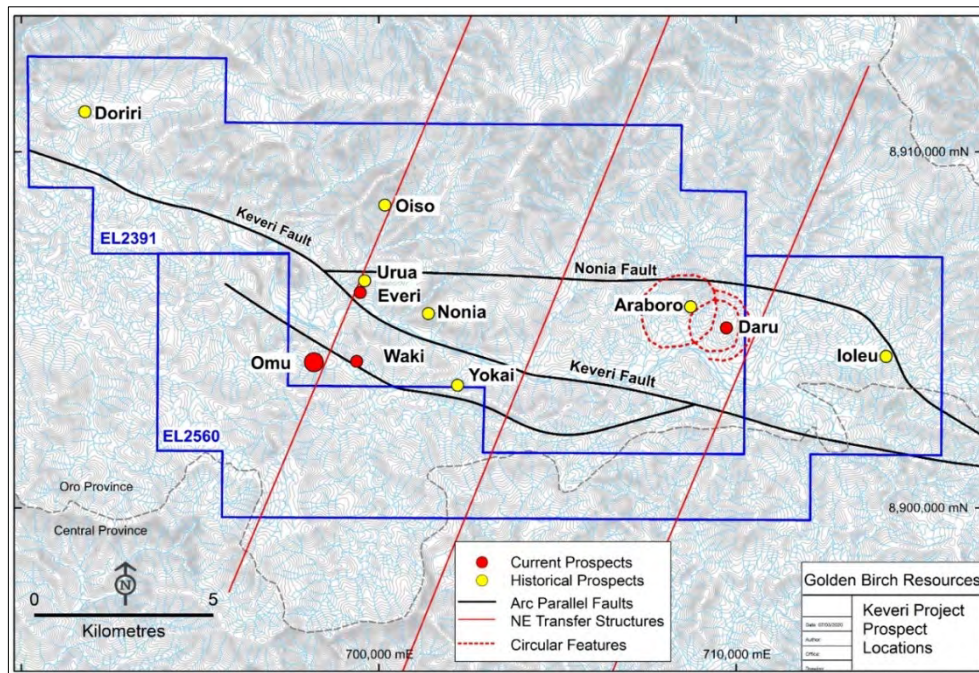 Doriri
8,910,000 mN
Oiso
Keveri Fault
EL2391
Urua
Everi
Nonia Fault
Nonia
Araboro
Daru
Omu
Waki
Yokai
Keveri Fault
Ioleu
EL2560
Oro Province
Central Province
8,900,000 mN
N
0 5
Kilometres
700,000 mE
710,000 mE
Current Prospects
Historical Prospects
Arc Parallel Faults
NE Transfer Structures
Circular Features
Golden Birch Resources
Keveri Project
Prospect
Locations
Author:
Office: